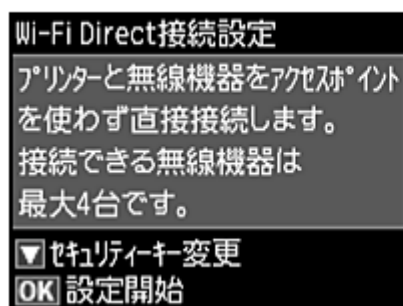 Wi-Fi Direct接続設定
プリンターと無線機器をアクセスポイント
を使わず直接接続します。
接続できる無線機器は
最大4台です。
▼セキュリティーキー変更
OK 設定開始